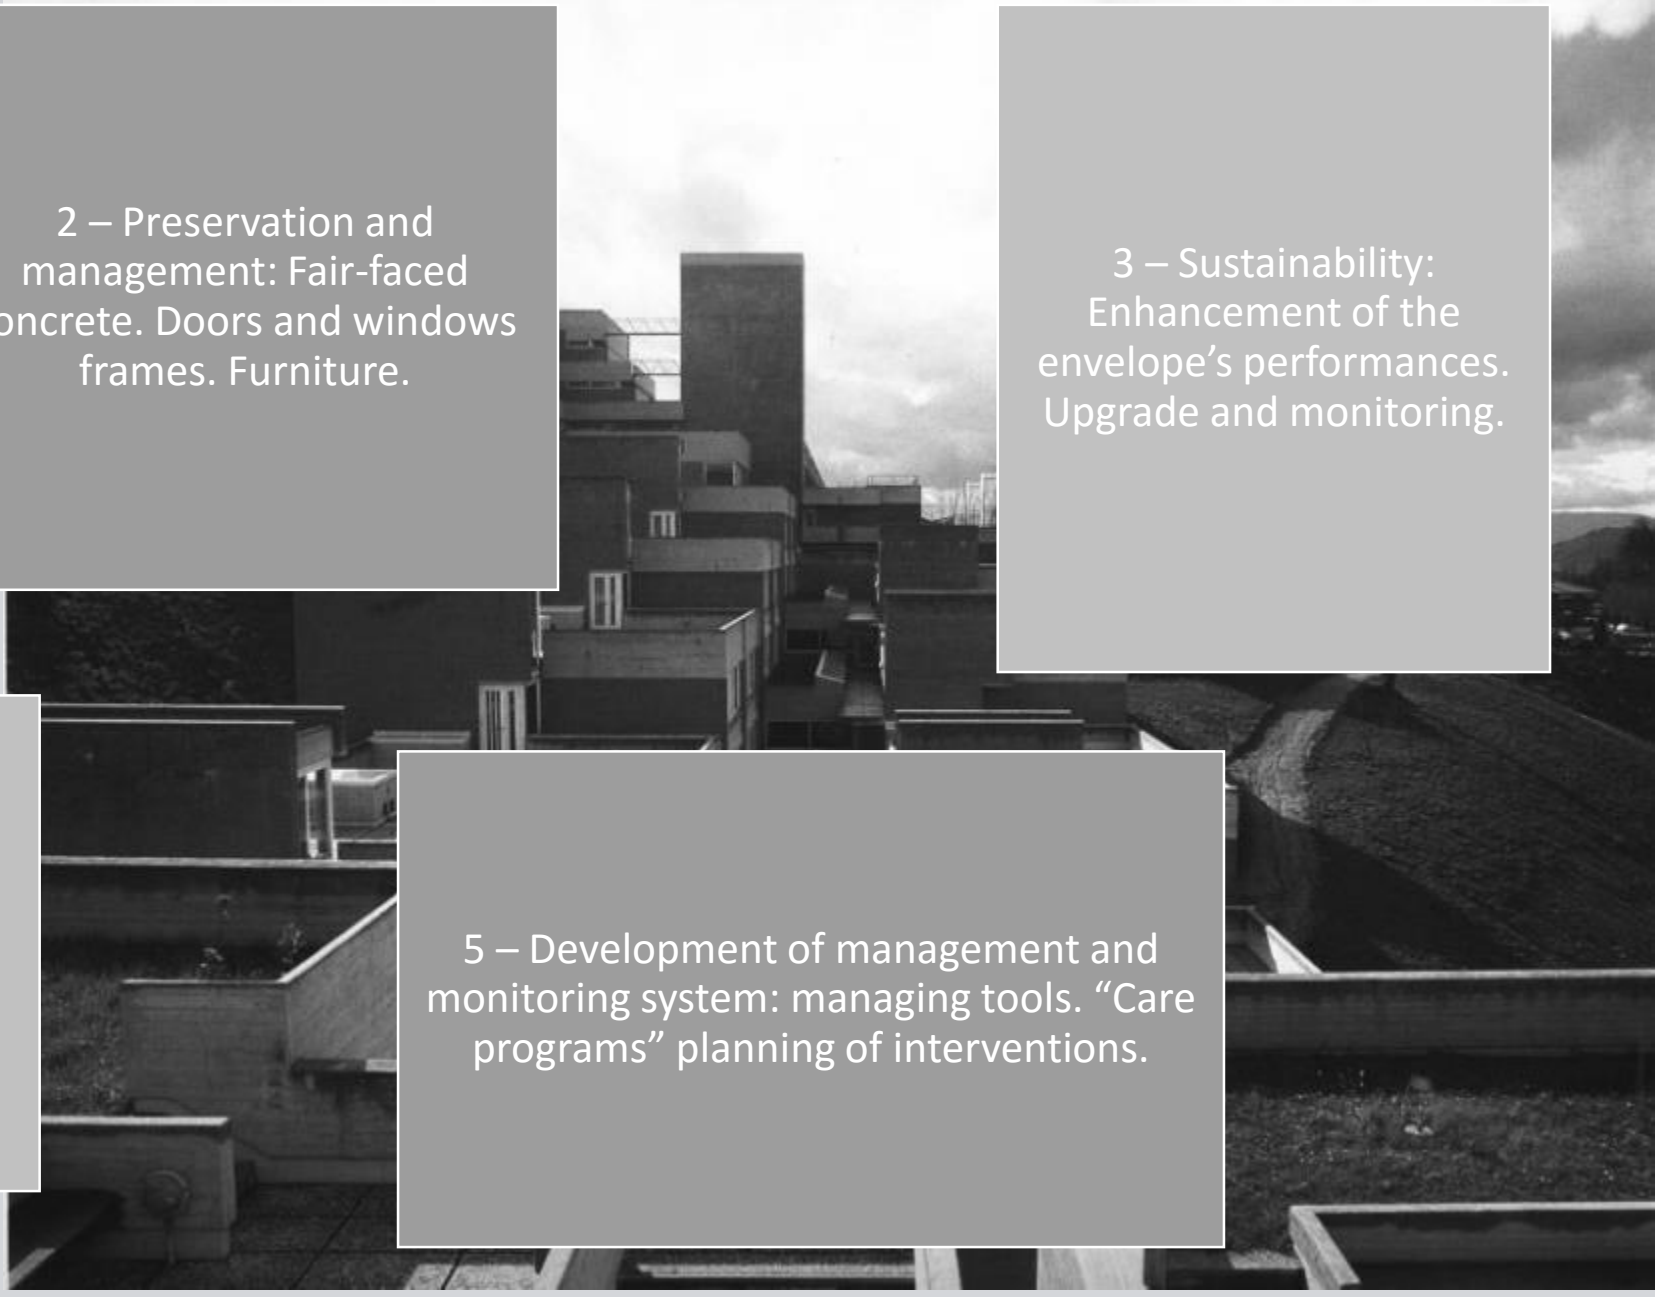 2 – Preservation and
management: Fair-faced
oncrete. Doors and windows
frames. Furniture.
3 – Sustainability:
Enhancement of the
envelope’s performances.
Upgrade and monitoring.
5 – Development of management and
monitoring system: managing tools. “Care
programs” planning of interventions.